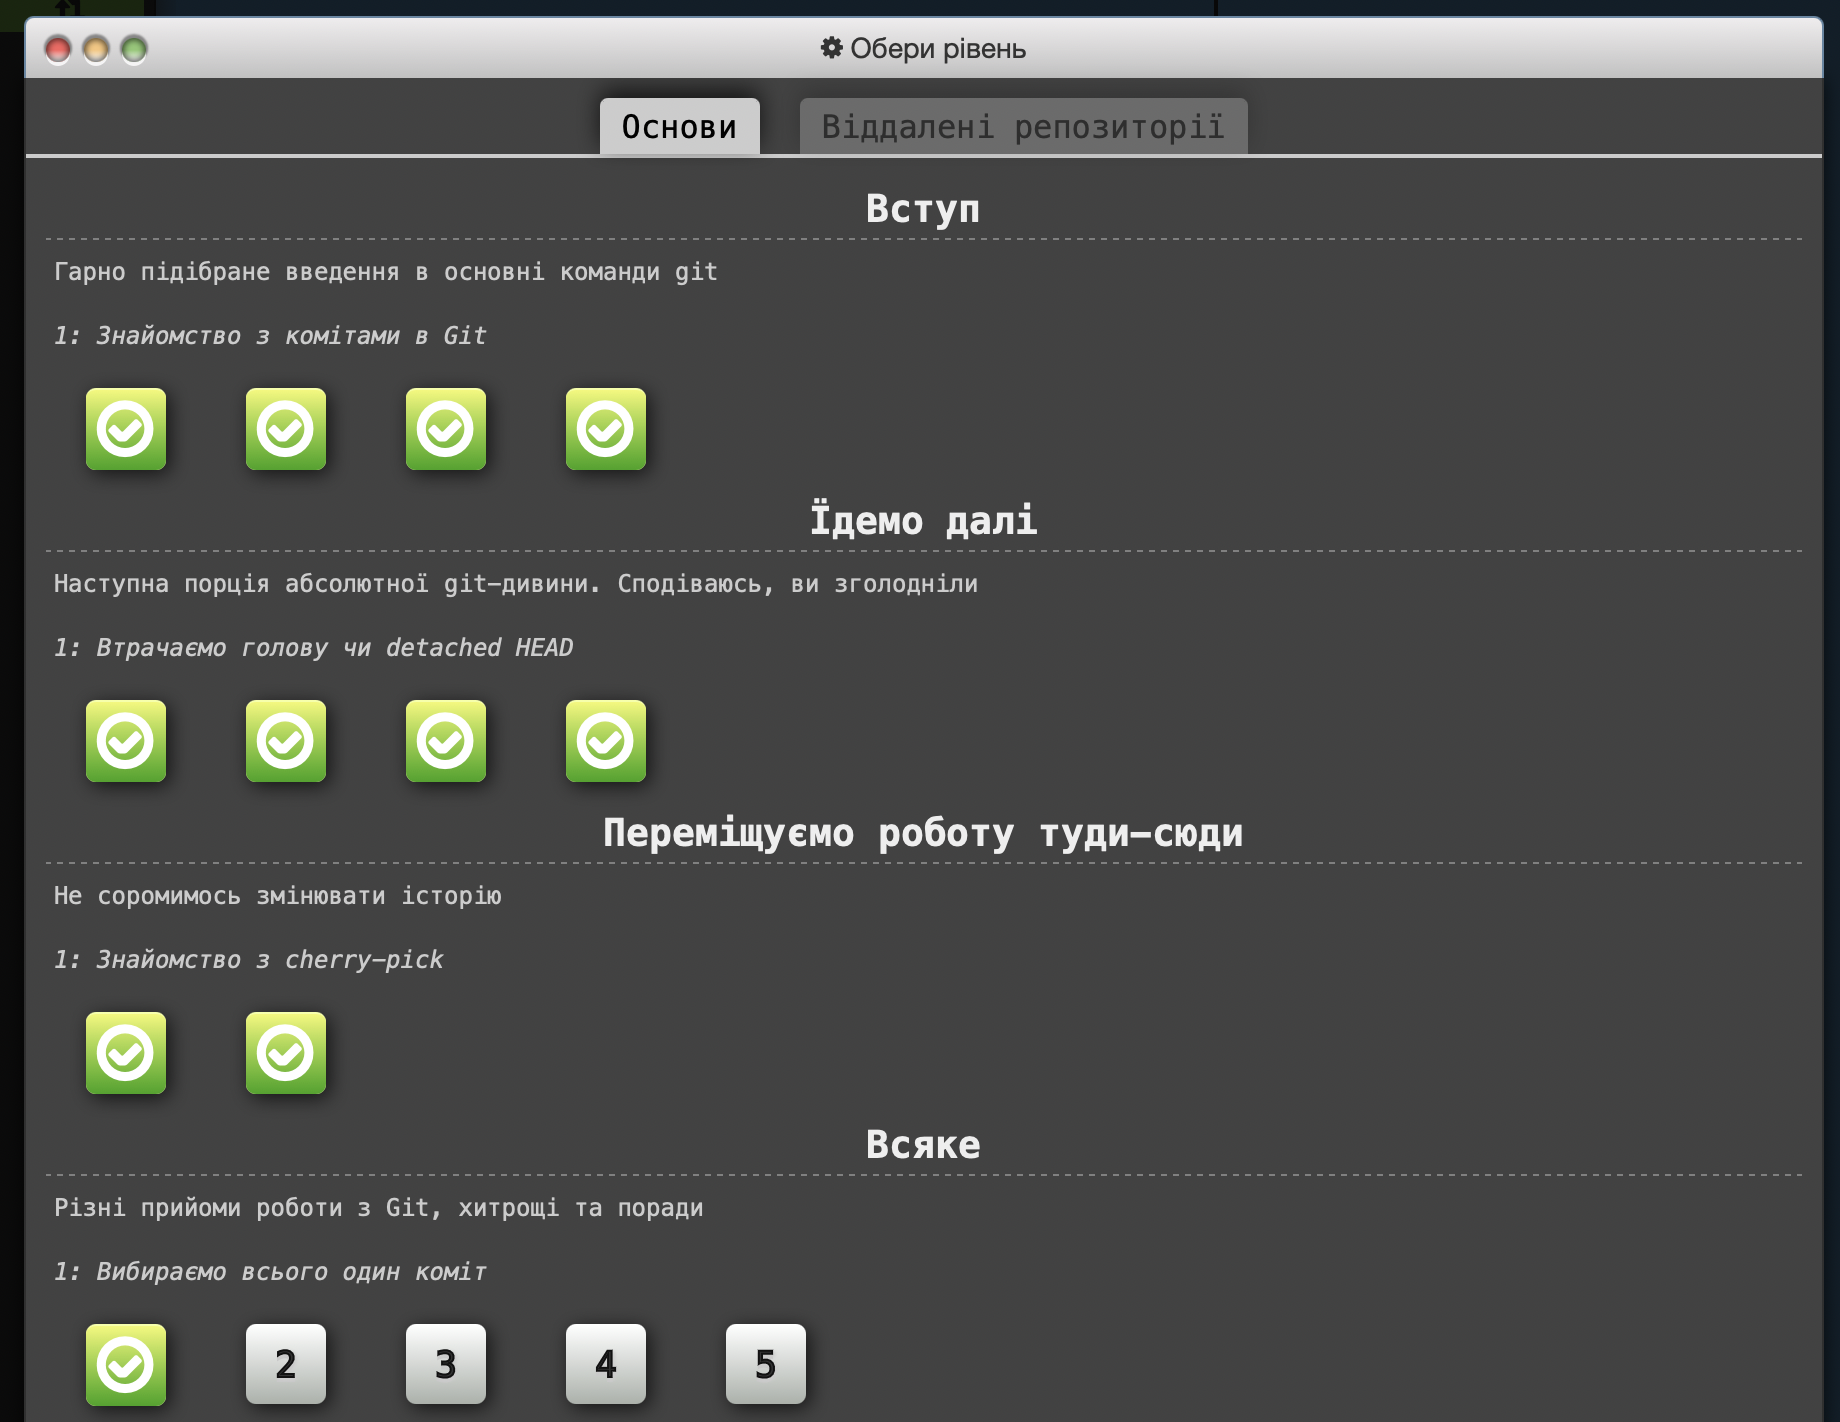 Обери рівень
Основи
Віддалені репозиторії
Вступ
Гарно підібране введення в основні команди git
1: Знайомство з комітами в Git
Їдемо далі
Наступна порція абсолютної git-дивини. Сподіваюсь, ви зголодніли
1: Втрачаємо голову чи detached HEAD
Переміщуємо роботу туди-сюди
Не соромимось змінювати історію
1: Знайомство з cherry-pick
Всяке
Різні прийоми роботи з Git, хитрощі та поради
1: Вибираємо всього один коміт
2 3 4 5